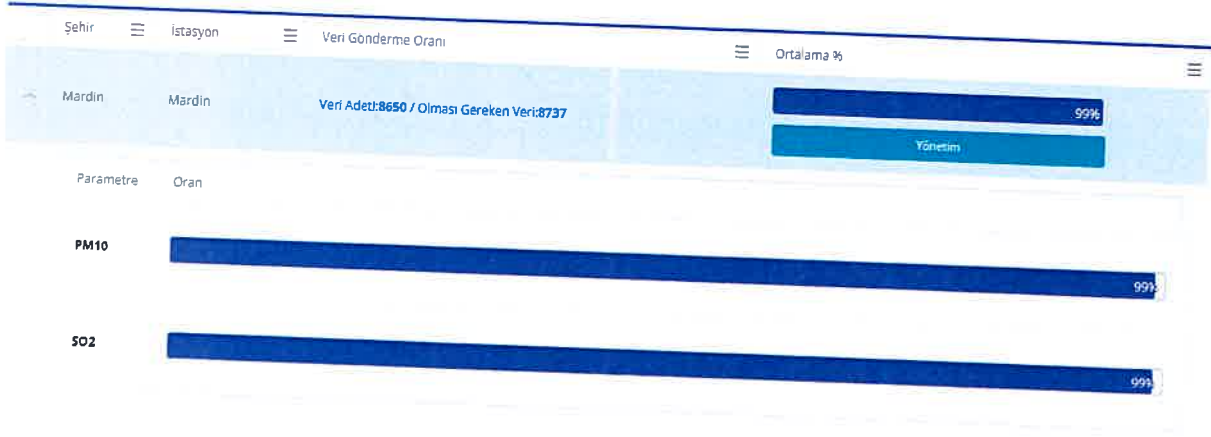 Şehir İstasyon Veri Gönderme Oranı Ortalama %
Mardin Mardin Veri Adeti:8650 / Olması Gereken Veri:8737 99%
Yönetim
Parametre Oran
PM10 99%
SO2 99%